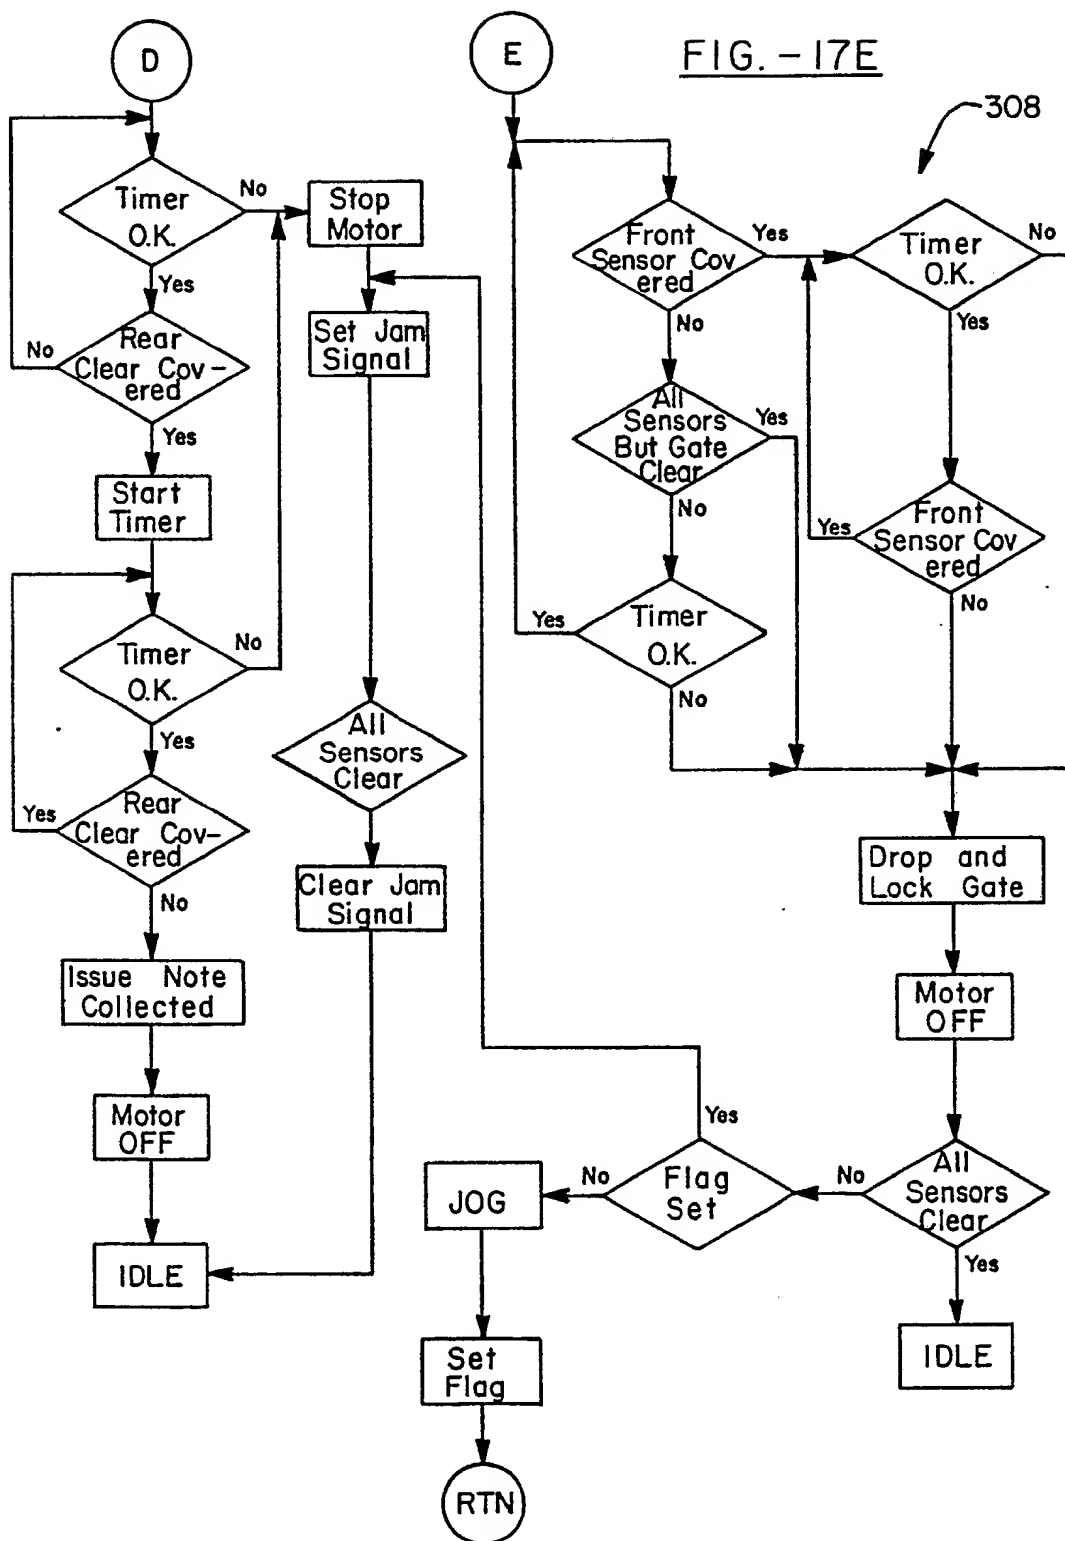 FIG.-17E
308
D
Timer
O.K.
No
Yes
Rear
Clear Cov-
ered
No
Yes
Start
Timer
Timer
O.K.
No
Yes
Rear
Clear Cov-
ered
Yes
No
Issue Note
Collected
Motor
OFF
IDLE
Stop
Motor
Set Jam
Signal
All
Sensors
Clear
Clear Jam
Signal
E
Front
Sensor Cov
ered
Yes
No
All
Sensors
But Gate
Clear
Yes
No
Timer
O.K.
Yes
No
Timer
O.K.
No
Yes
Front
Sensor Cov
ered
Yes
No
Drop and
Lock Gate
Motor
OFF
All
Sensors
Clear
No
Yes
IDLE
Flag
Set
Yes
No
JOG
Set
Flag
RTN